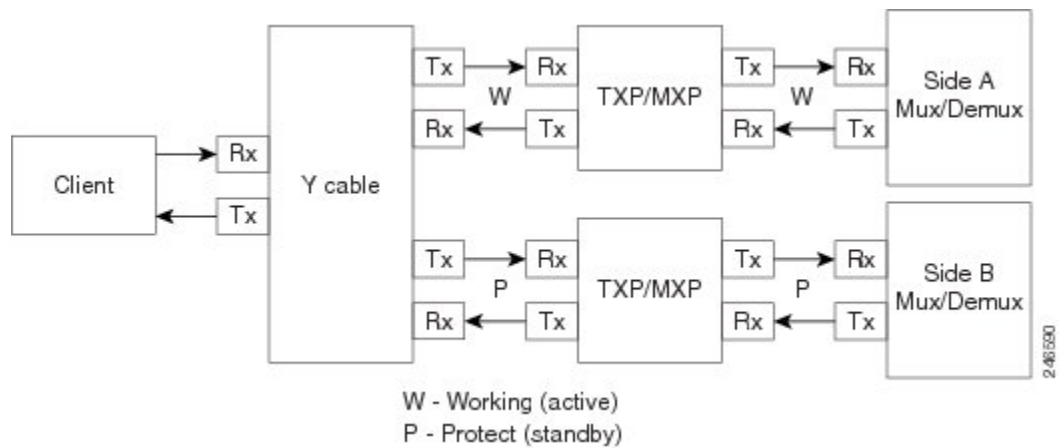 Tx
Rx
Tx
Rx
W
TXP/MXP
W
Side A
Mux/Demux
Rx
Tx
Rx
Tx
Client
Rx
Tx
Y cable
Tx
Rx
Tx
Rx
P
TXP/MXP
P
Side B
Mux/Demux
Rx
Tx
Rx
Tx
246590
W - Working (active)
P - Protect (standby)